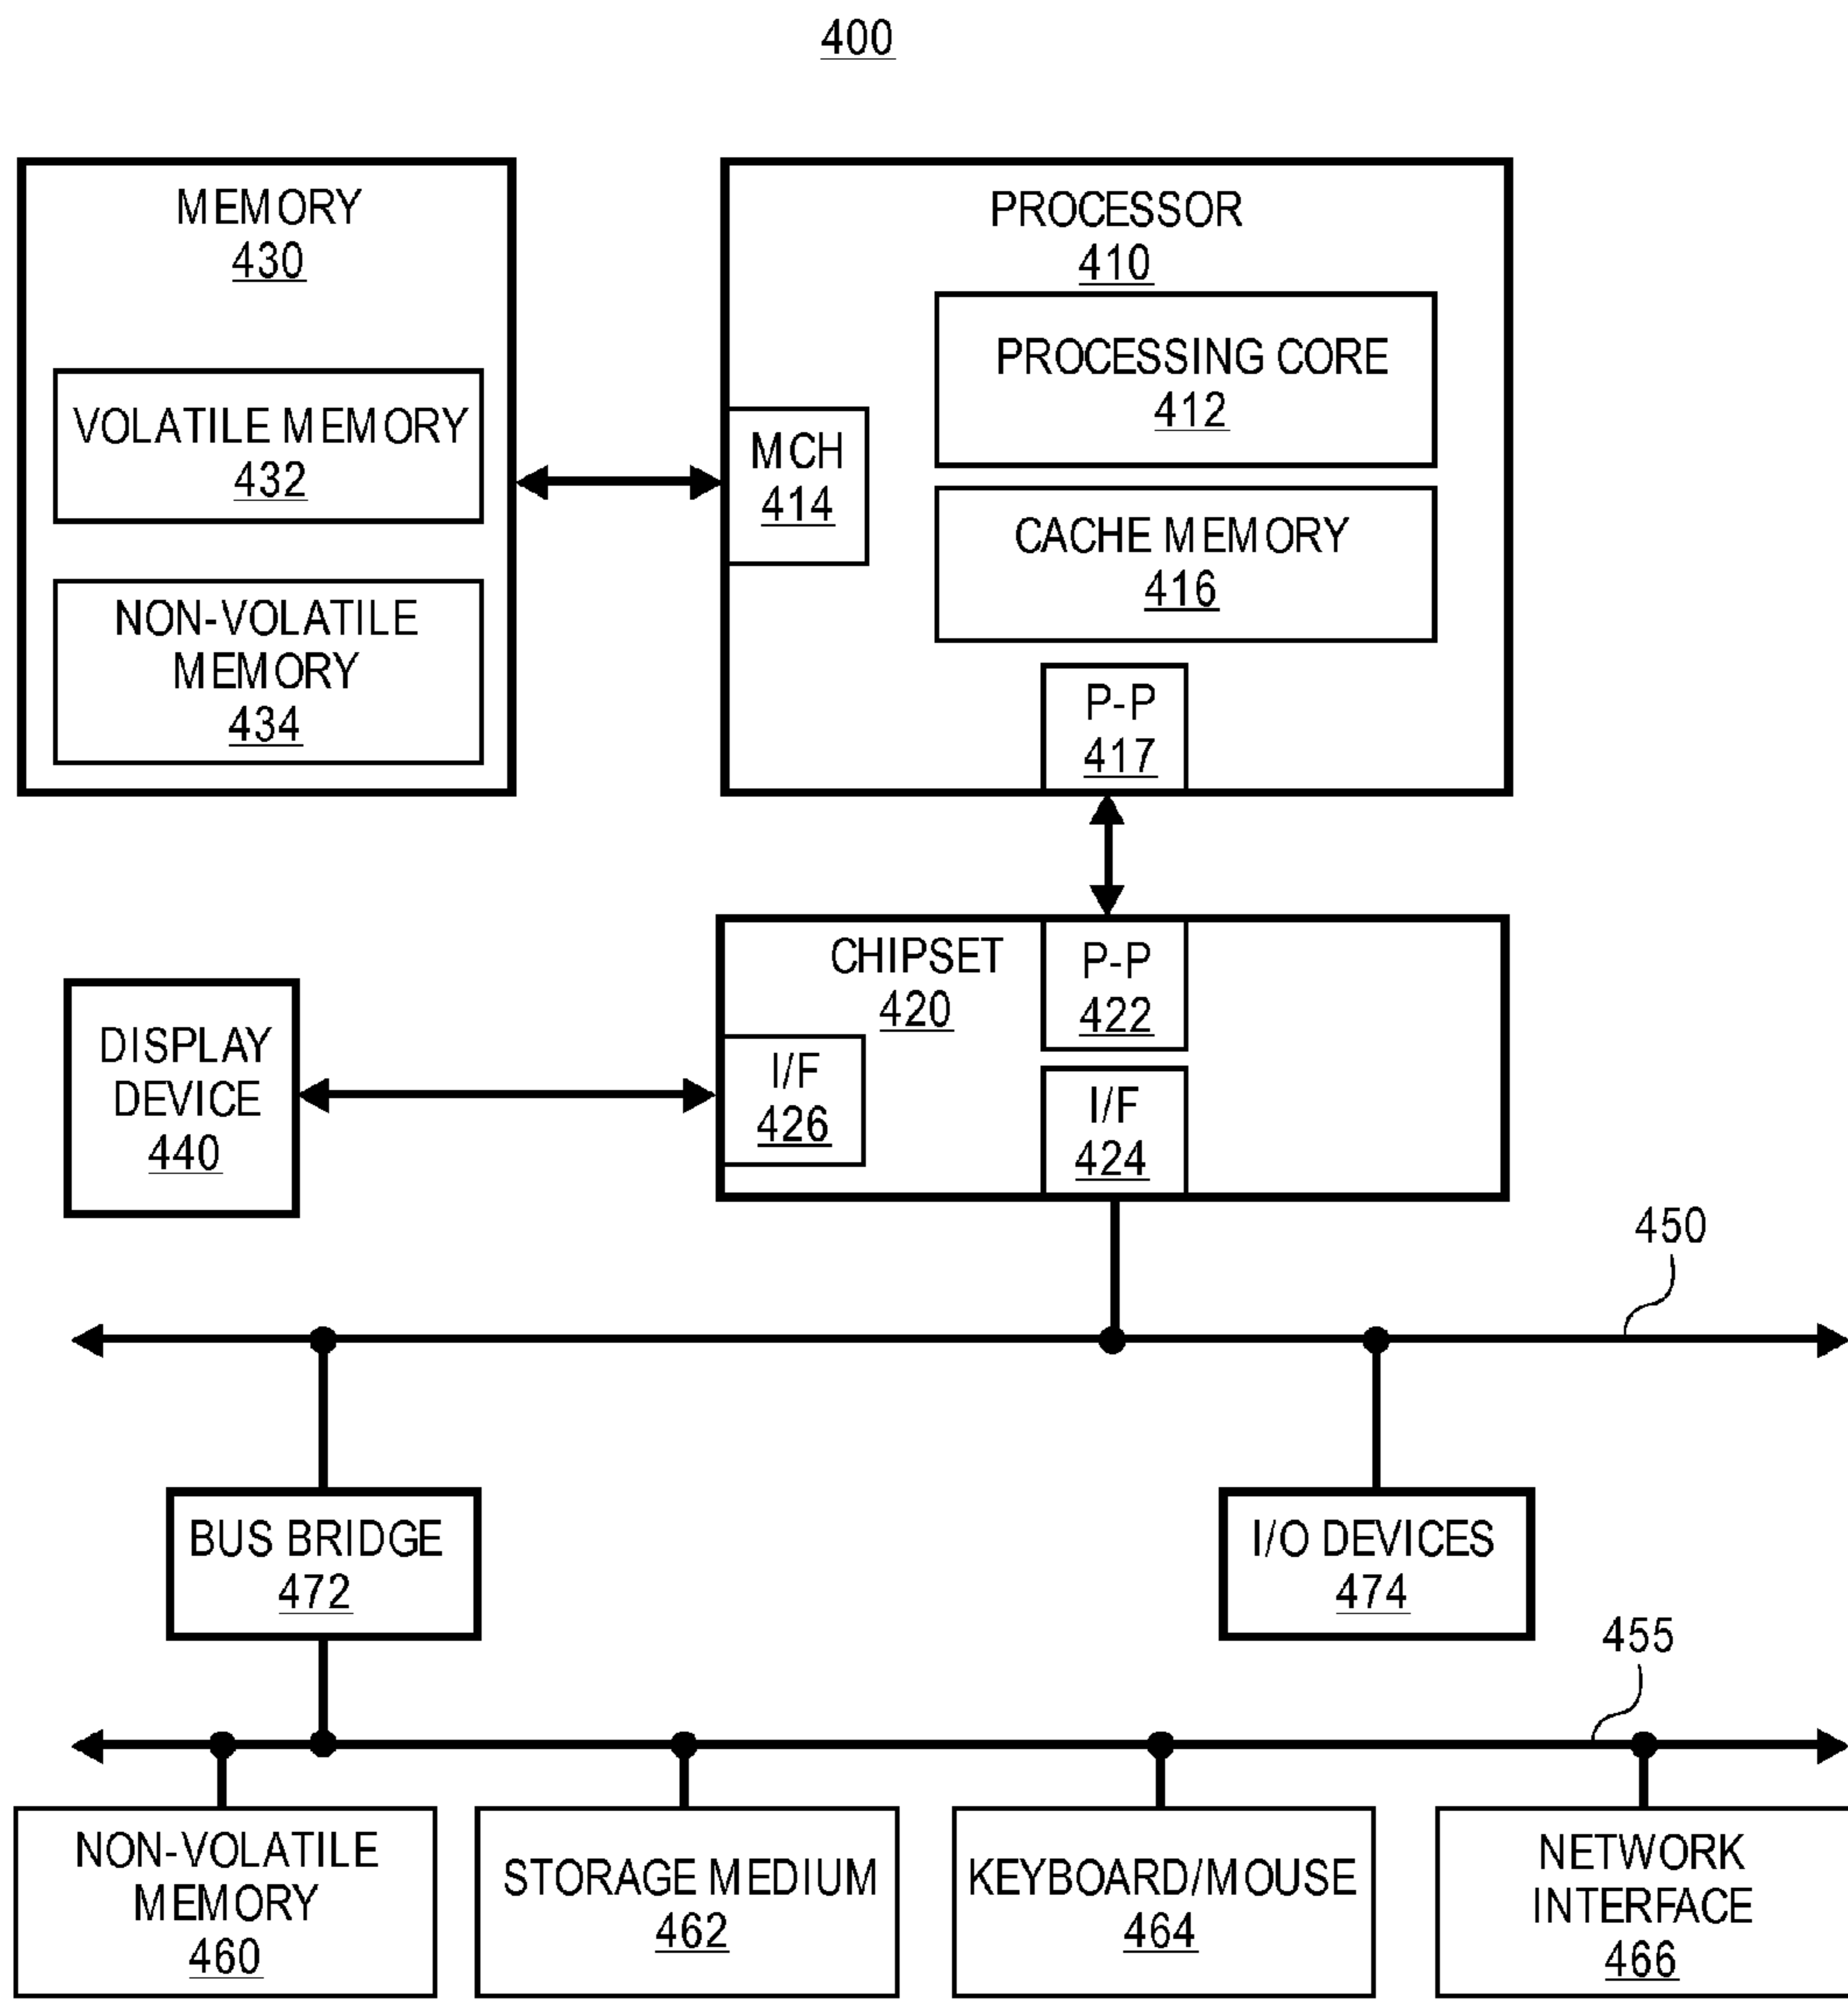 400
MEMORY
430
VOLATILE MEMORY
432
NON-VOLATILE
MEMORY
434
PROCESSOR
410
PROCESSING CORE
412
MCH
414
CACHE MEMORY
416
P-P
417
CHIPSET
420
P-P
422
I/F
426
I/F
424
DISPLAY
DEVICE
440
450
BUS BRIDGE
472
I/O DEVICES
474
455
NON-VOLATILE
MEMORY
460
STORAGE MEDIUM
462
KEYBOARD/MOUSE
464
NETWORK
INTERFACE
466